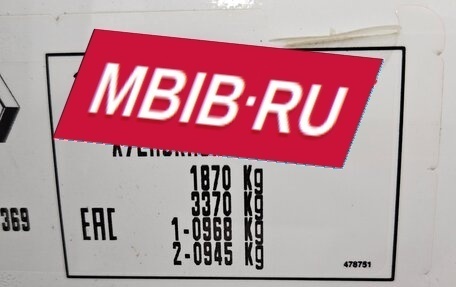 MBIB·RU
1870 Kg
3370 Kg
369
EAC 1-0968 Kg
2-0945 Kg
478751